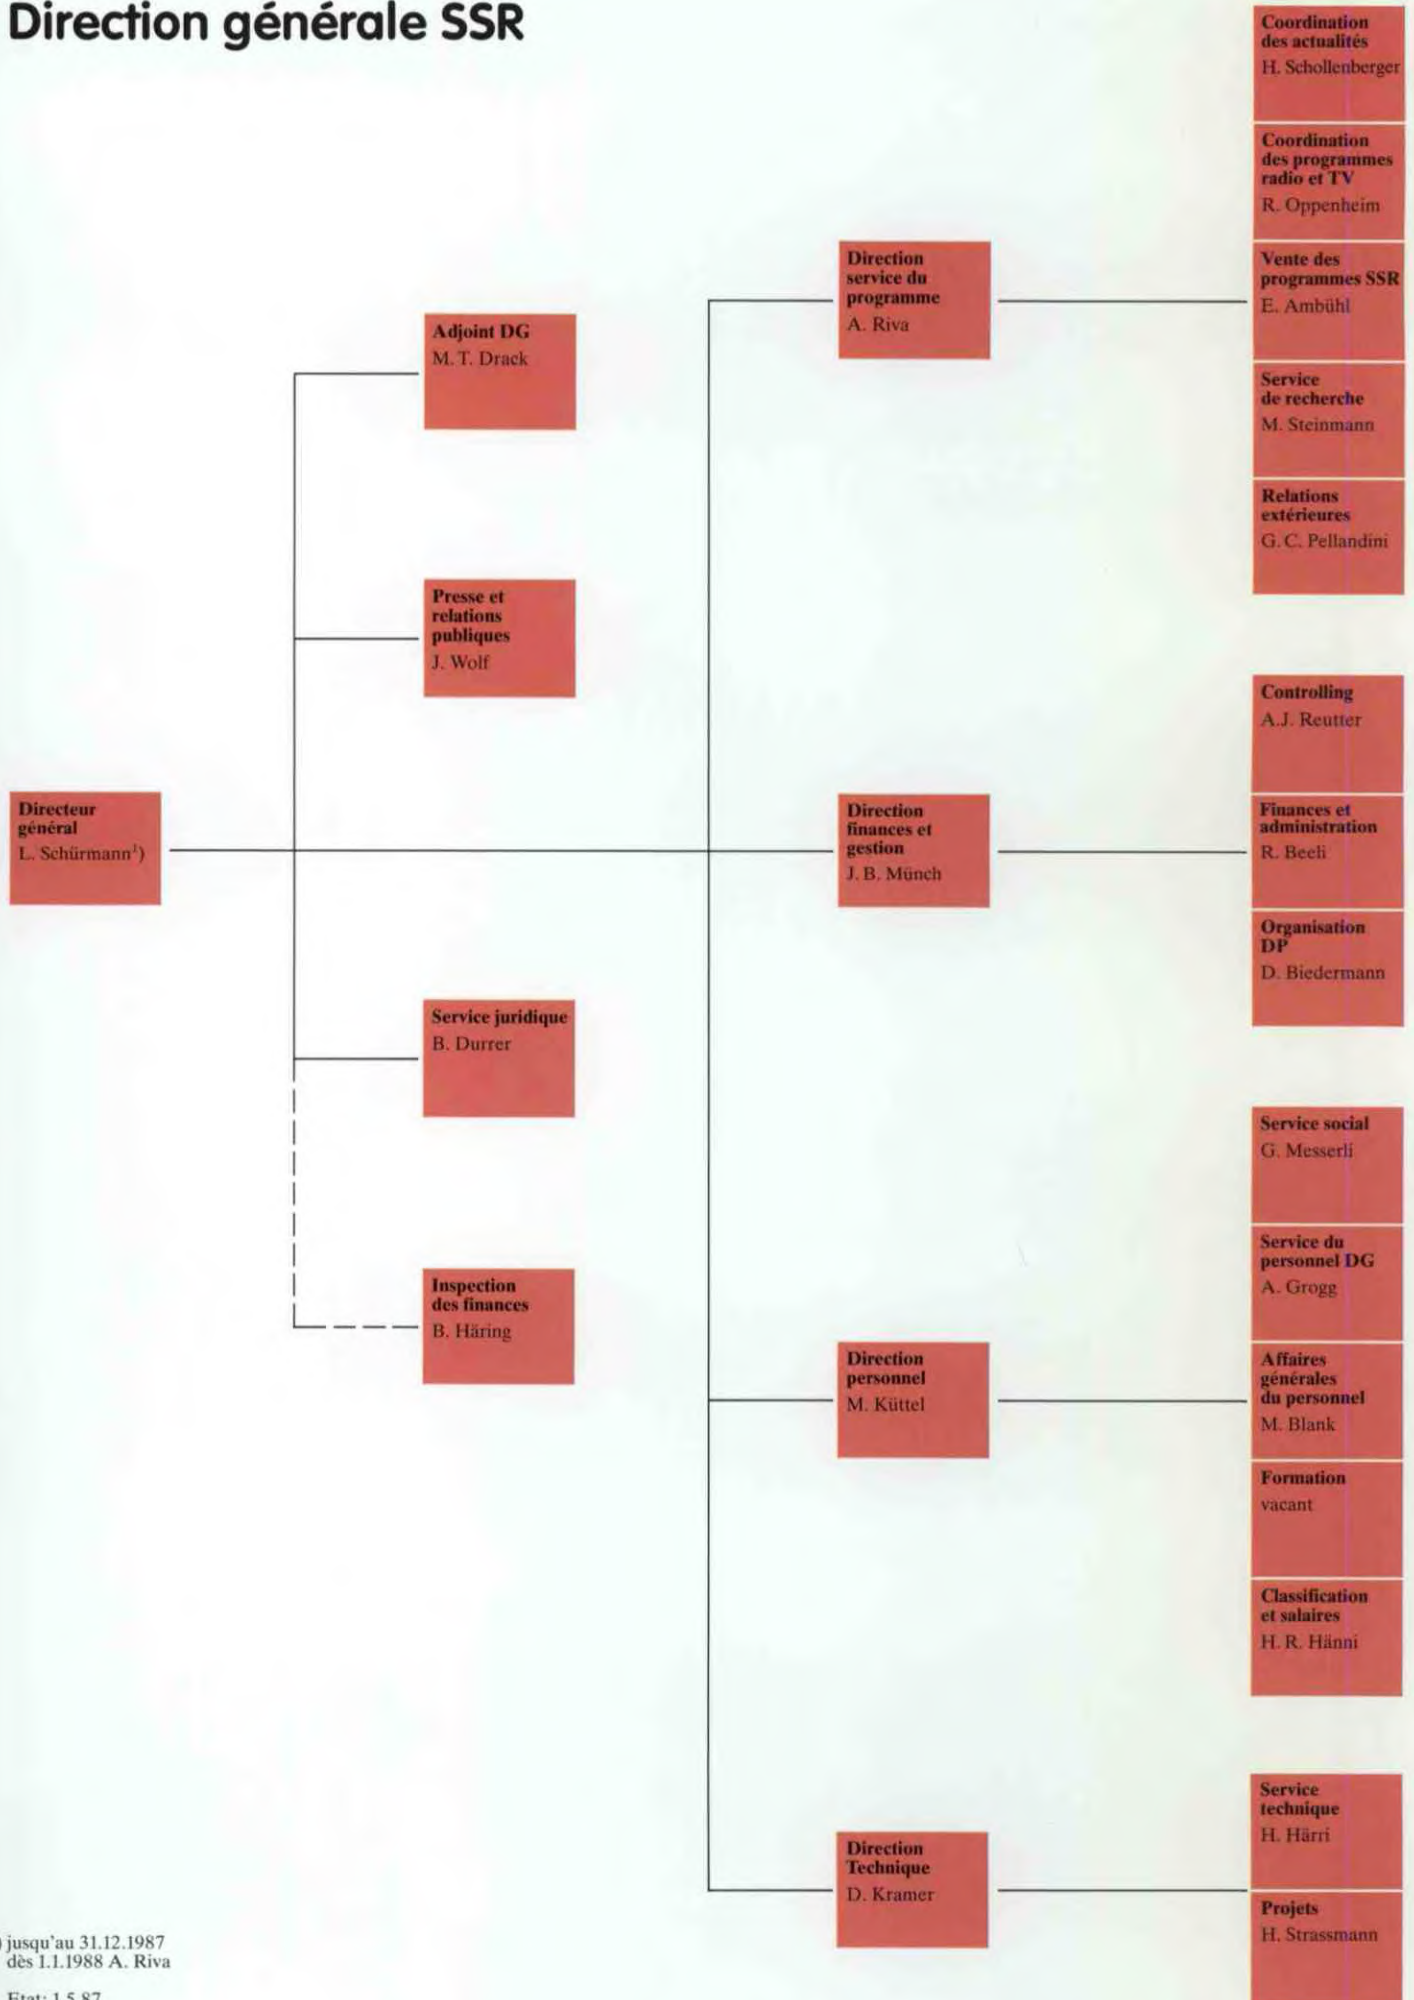 Direction générale SSR
Directeur
général
L. Schürmann¹)
Adjoint DG
M. T. Drack
Presse et
relations
publiques
J. Wolf
Service juridique
B. Durrer
Inspection
des finances
B. Häring
Direction
service du
programme
A. Riva
Direction
finances et
gestion
J. B. Münch
Direction
personnel
M. Küttel
Direction
Technique
D. Kramer
Coordination
des actualités
H. Schollenberger
Coordination
des programmes
radio et TV
R. Oppenheim
Vente des
programmes SSR
E. Ambühl
Service
de recherche
M. Steinmann
Relations
extérieures
G. C. Pellandini
Controlling
A.J. Reutter
Finances et
administration
R. Beeli
Organisation
DP
D. Biedermann
Service social
G. Messerli
Service du
personnel DG
A. Grogg
Affaires
générales
du personnel
M. Blank
Formation
vacant
Classification
et salaires
H. R. Hänni
Service
technique
H. Härri
Projets
H. Strassmann
) jusqu'au 31.12.1987
dès 1.1.1988 A. Riva
Etat: 1.5.87